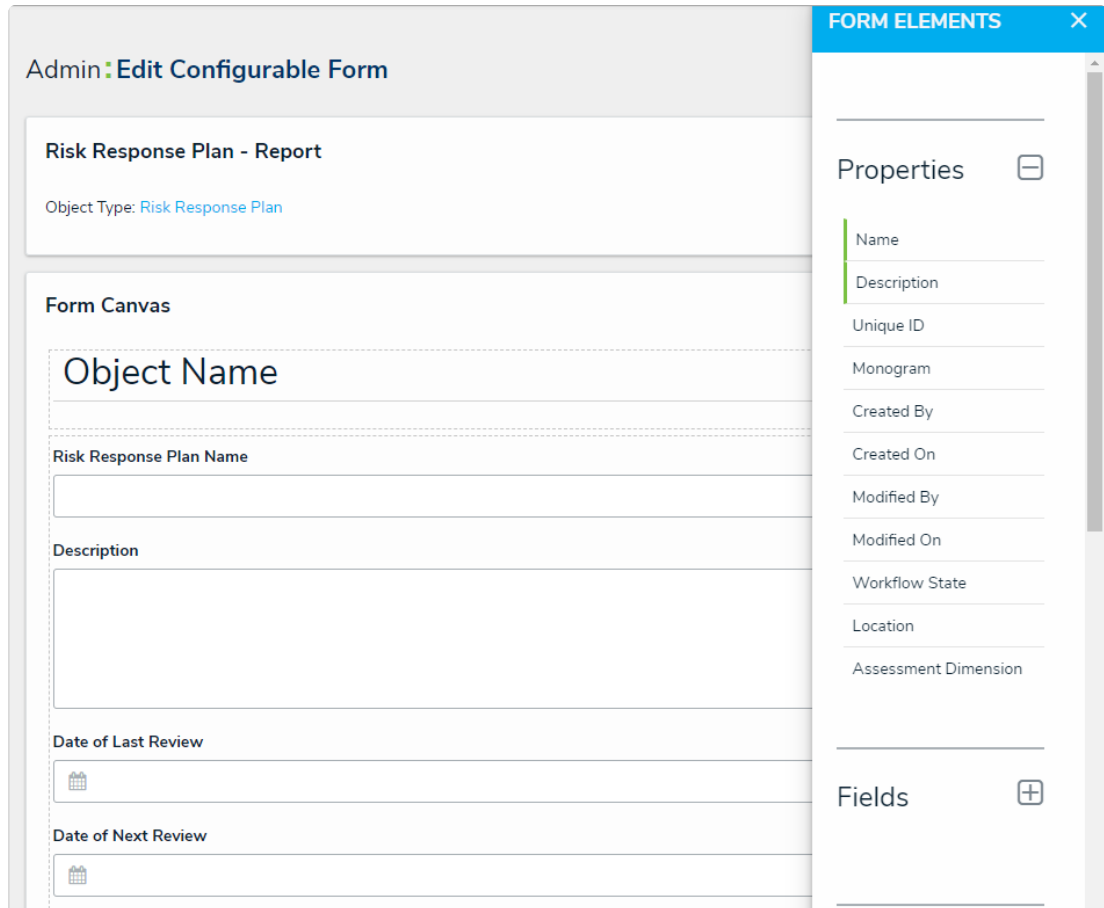 Admin:Edit Configurable Form
Risk Response Plan - Report
Object Type: Risk Response Plan
Form Canvas
Object Name
Risk Response Plan Name
Description
Date of Last Review
Date of Next Review
FORM ELEMENTS
Properties
Name
Description
Unique ID
Monogram
Created By
Created On
Modified By
Modified On
Workflow State
Location
Assessment Dimension
Fields